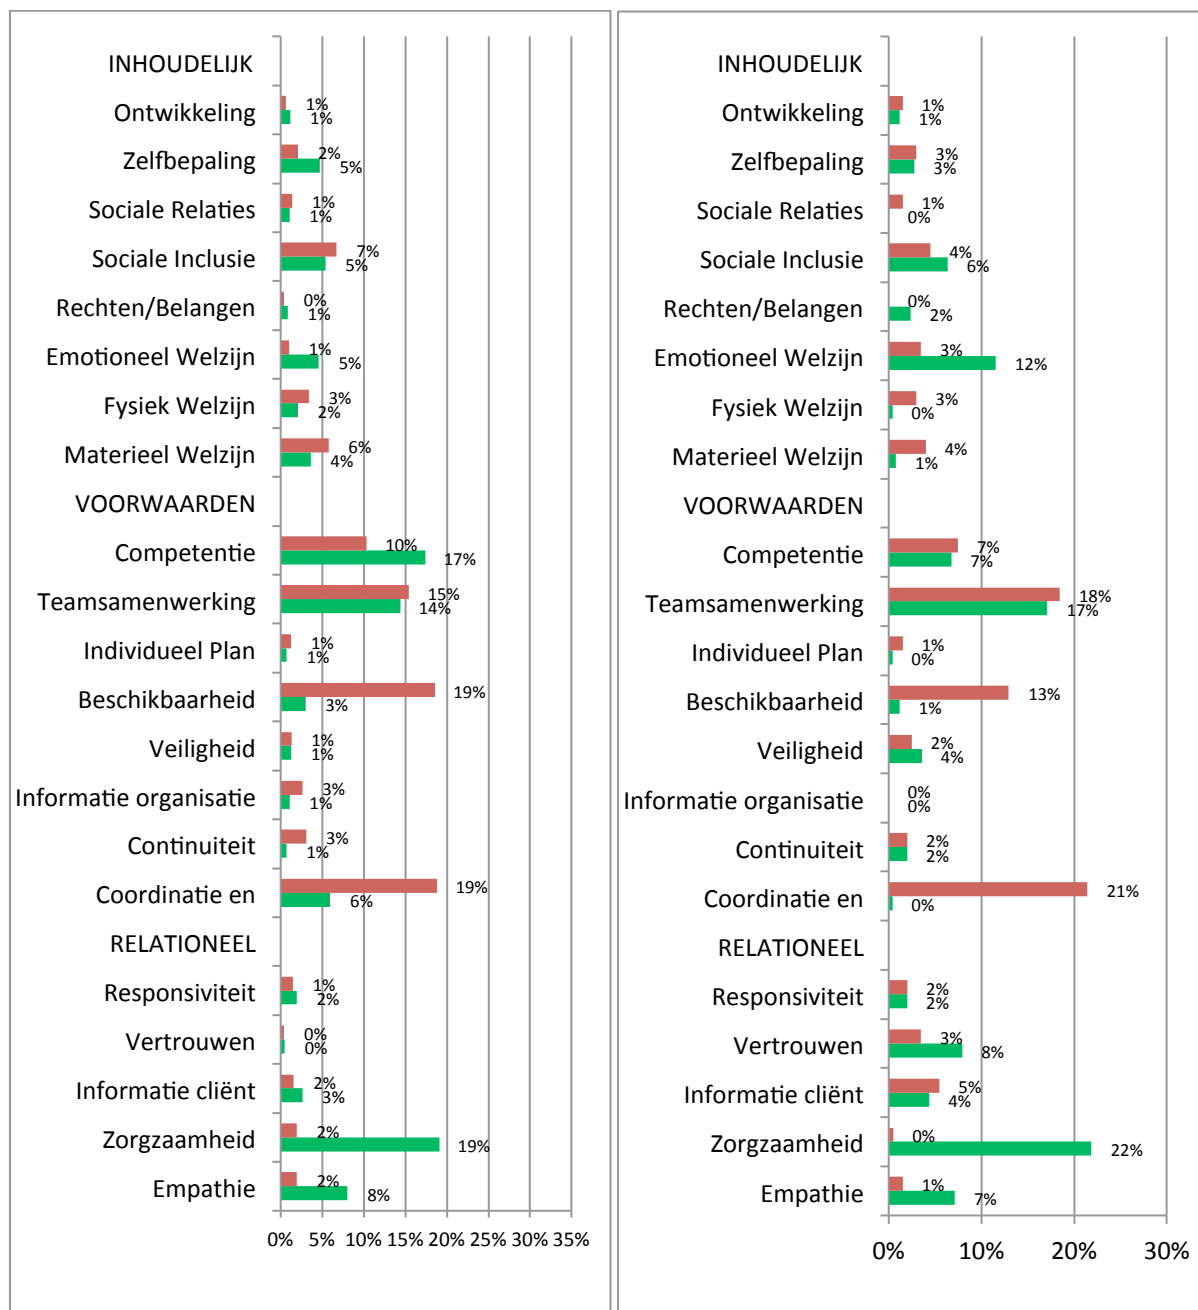 INHOUDELIJK
Ontwikkeling 1% 1%
Zelfbepaling 2% 5%
Sociale Relaties 1% 1%
Sociale Inclusie 7% 5%
Rechten/Belangen 0% 1%
Emotioneel Welzijn 1% 5%
Fysiek Welzijn 3% 2%
Materieel Welzijn 6% 4%
VOORWAARDEN
Competentie 10% 17%
Teamsamenwerking 15% 14%
Individueel Plan 1% 1%
Beschikbaarheid 19% 3%
Veiligheid 1% 1%
Informatie organisatie 3% 1%
Continuiteit 3% 1%
Coordinatie en 19% 6%
RELATIONEEL
Responsiviteit 1% 2%
Vertrouwen 0% 0%
Informatie cliënt 2% 3%
Zorgzaamheid 2% 19%
Empathie 2% 8%
0% 5% 10% 15% 20% 25% 30% 35%
INHOUDELIJK
Ontwikkeling 1% 1%
Zelfbepaling 3% 3%
Sociale Relaties 1% 0%
Sociale Inclusie 4% 6%
Rechten/Belangen 0% 2%
Emotioneel Welzijn 3% 12%
Fysiek Welzijn 3% 0%
Materieel Welzijn 4% 1%
VOORWAARDEN
Competentie 7% 7%
Teamsamenwerking 18% 17%
Individueel Plan 1% 0%
Beschikbaarheid 13% 1%
Veiligheid 2% 4%
Informatie organisatie 0% 0%
Continuiteit 2% 2%
Coordinatie en 21% 0%
RELATIONEEL
Responsiviteit 2% 2%
Vertrouwen 3% 8%
Informatie cliënt 5% 4%
Zorgzaamheid 0% 22%
Empathie 1% 7%
0% 10% 20% 30%